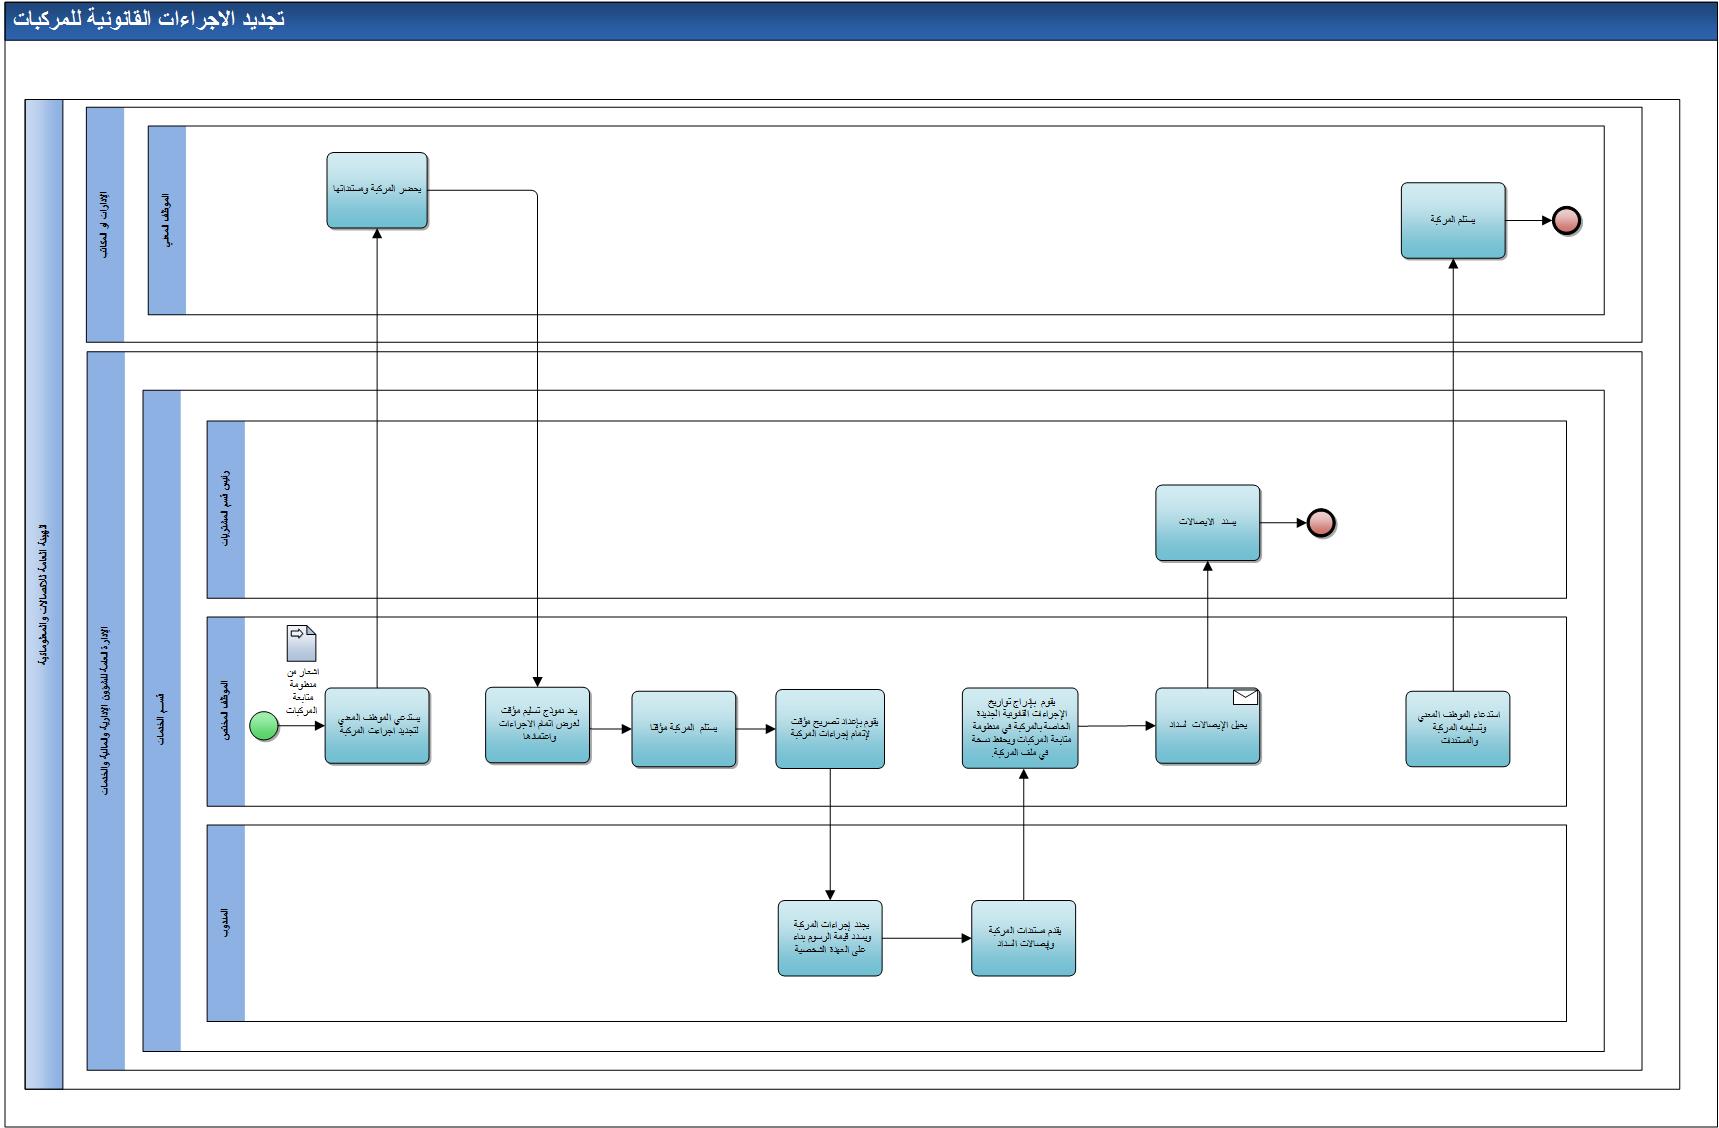 تجديد الاجراءات القانونية للمركبات
الهيئة العامة للاتصالات والمعلوماتية
الإدارات او المكاتب
الموظف المعني
يحضر المركبة ومستنداتها
يستلم المركبة
الإدارة العامة للشؤون الإدارية والمالية والخدمات
قسم الخدمات
رئيس قسم المشتريات
يسند الايصالات
الموظف المختص
اشعار من
منظومة
متابعة
المركبات
يستدعي الموظف المعني
لتجديد اجراءت المركبة
يعد نموذج تسليم مؤقت
لغرض اتمام الاجراءات
واعتمادها
يستلم المركبة مؤقتا
يقوم بإعداد تصريح مؤقت
لإتمام إجراءات المركبة
يقوم بإدراج تواريخ
الإجراءات القانونية الجديدة
الخاصة بالمركبة في منظومة
متابعة المركبات ويحفظ نسخة
في ملف المركبة.
يحيل الإيصالات لسداد
استدعاء الموظف المعني
وتسليمه المركبة
والمستندات
المندوب
يجدد إجراءات المركبة
ويسدد قيمة الرسوم بناء
على العهدة الشخصية
يقدم مستندات المركبة
وإيصالات السداد